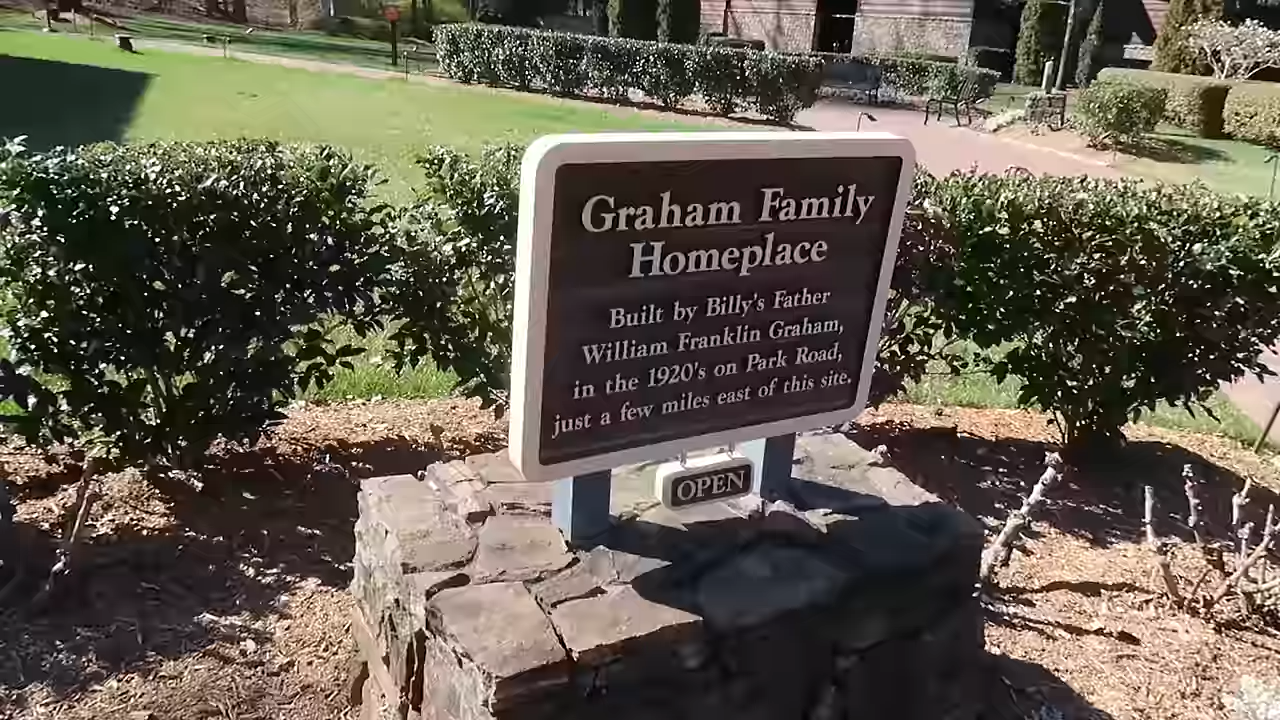 Graham Family
Homeplace
Built by Billy's Father
William Franklin Graham,
in the 1920's on Park Road,
just a few miles east of this site.
OPEN